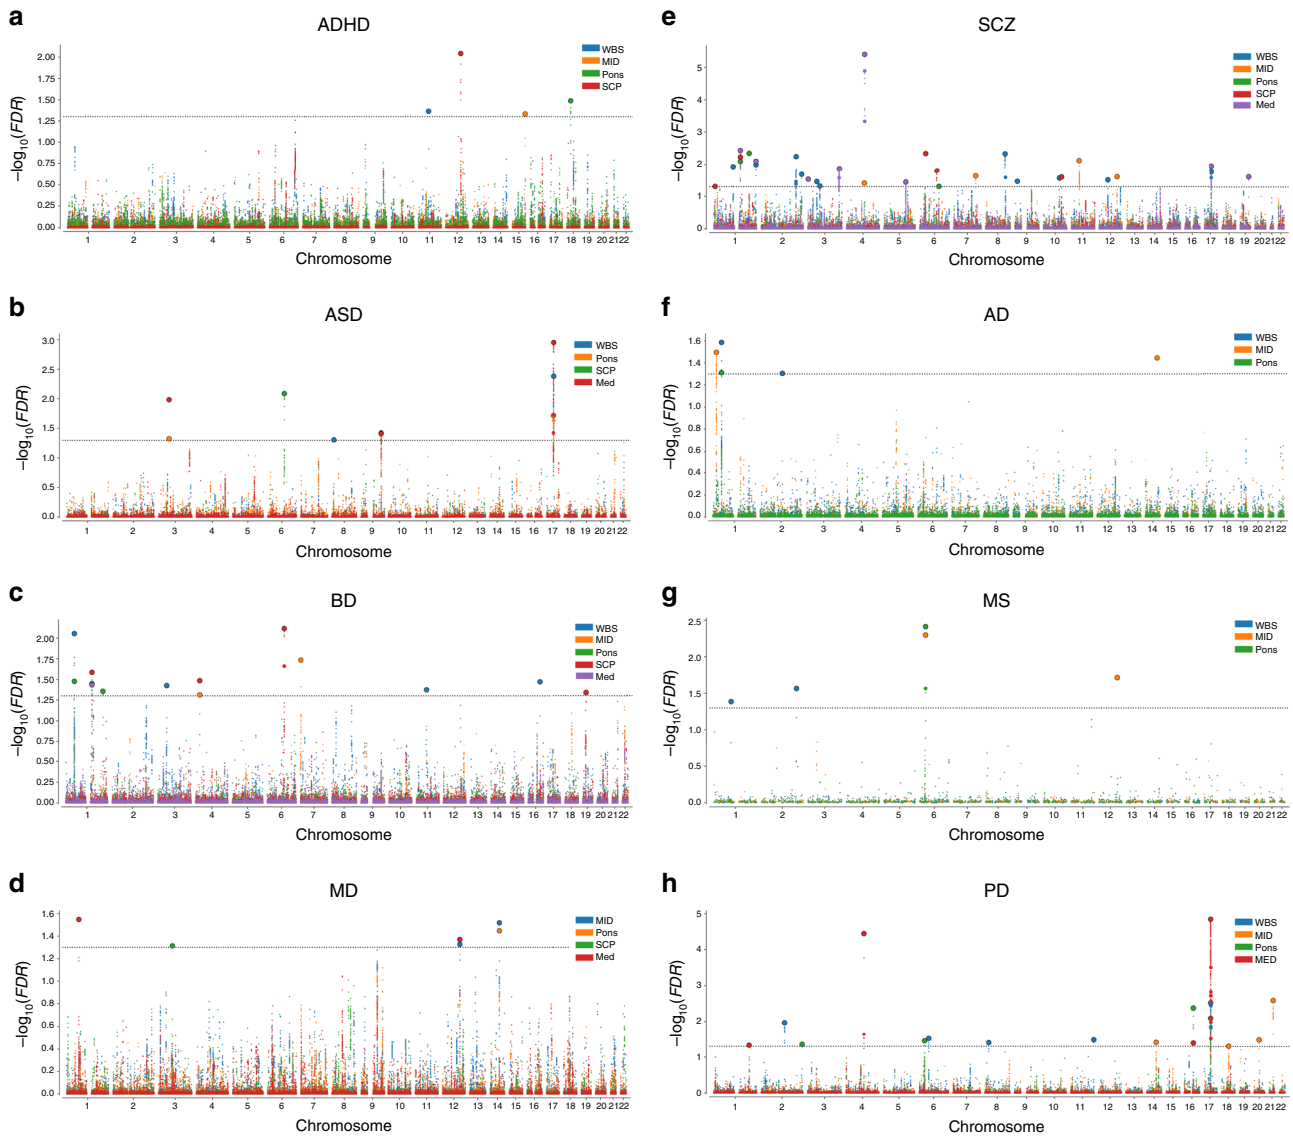 a
ADHD
−log10(FDR)
2.00
1.75
1.50
1.25
1.00
0.75
0.50
0.25
0.00
WBS
MID
Pons
SCP
1 2 3 4 5 6 7 8 9 10 11 12 13 14 15 16 18 19 20 21 22
Chromosome
b
ASD
−log10(FDR)
3.0
2.5
2.0
1.5
1.0
0.5
0.0
WBS
Pons
SCP
Med
1 2 3 4 5 6 7 8 9 10 11 12 13 14 15 16 17 18 19 20 21 22
Chromosome
c
BD
−log10(FDR)
2.00
1.75
1.50
1.25
1.00
0.75
0.50
0.25
0.00
WBS
MID
Pons
SCP
Med
1 2 3 4 5 6 7 8 9 10 11 12 13 14 15 16 17 18 19 20 21 22
Chromosome
d
MD
−log10(FDR)
1.6
1.4
1.2
1.0
0.8
0.6
0.4
0.2
0.0
MID
Pons
SCP
Med
1 2 3 4 5 6 7 8 9 10 11 12 13 14 15 16 17 18 19 20 21 22
Chromosome
e
SCZ
−log10(FDR)
5
4
3
2
1
0
WBS
MID
Pons
SCP
Med
1 2 3 4 5 6 7 8 9 10 11 12 13 14 15 16 17 18 19 20 21 22
Chromosome
f
AD
−log10(FDR)
1.6
1.4
1.2
1.0
0.8
0.6
0.4
0.2
0.0
WBS
MID
Pons
15 2 3 4 5 6 7 8 9 10 11 12 13 14 15 16 17 18 19 20 21 22
Chromosome
g
MS
−log10(FDR)
2.5
2.0
1.5
1.0
0.5
0.0
WBS
MID
Pons
1 2 3 4 5 6 7 8 9 10 11 12 13 14 15 16 17 18 19 20 21 22
Chromosome
h
PD
−log10(FDR)
5
4
3
2
1
0
WBS
MID
Pons
MED
1 2 3 4 5 6 7 8 9 10 11 12 13 14 15 16 17 18 19 20 21 22
Chromosome